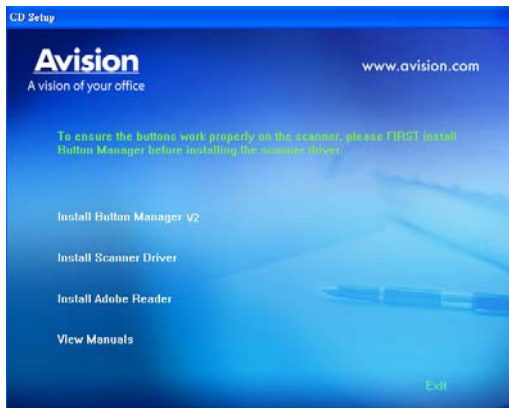 CD Setup
Avision
A vision of your office
www.avision.com
To ensure the buttons work properly on the scanner, please FIRST install
Button Manager before installing the scanner driver.
Install Button Manager V2
Install Scanner Driver
Install Adobe Reader
View Manuals
Exit